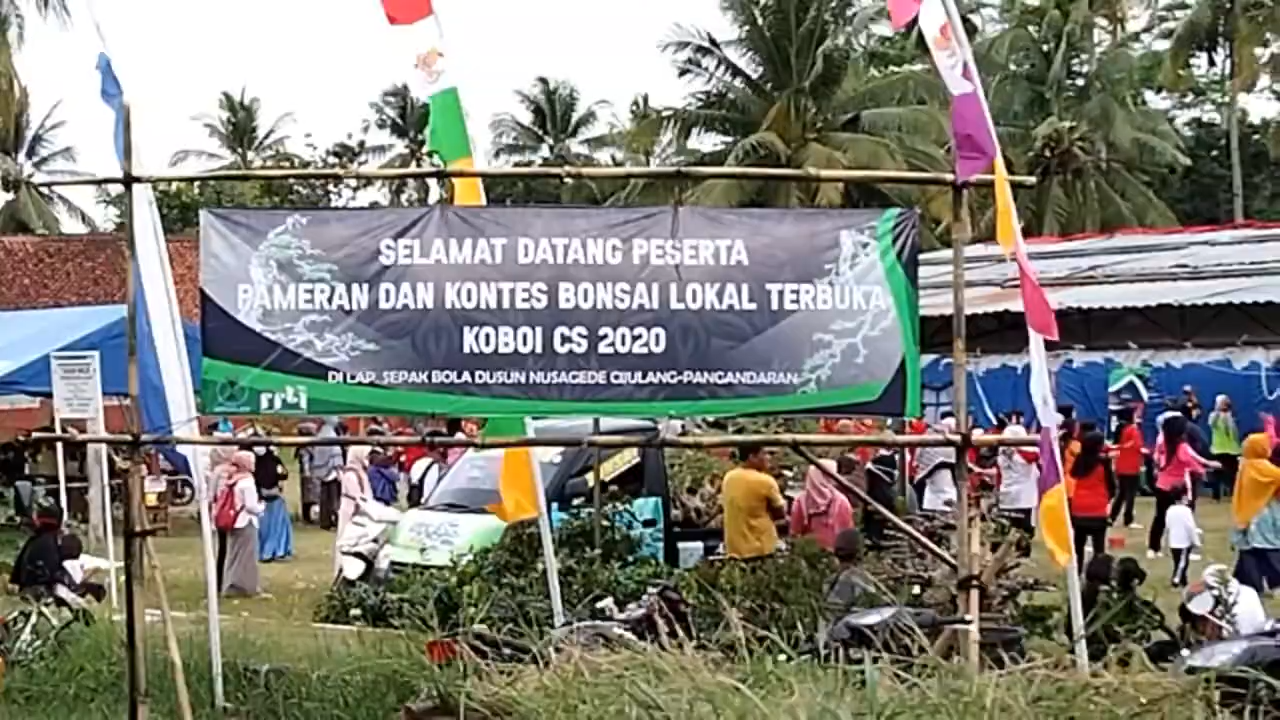 SELAMAT DATANG PESERTA
PAMERAN DAN KONTES BONSAI LOKAL TERBUKA
KOBOI CS 2020
DI LAP. SEPAK BOLA DUSUN NUSAGEDE CIJULANG-PANGANDARAN